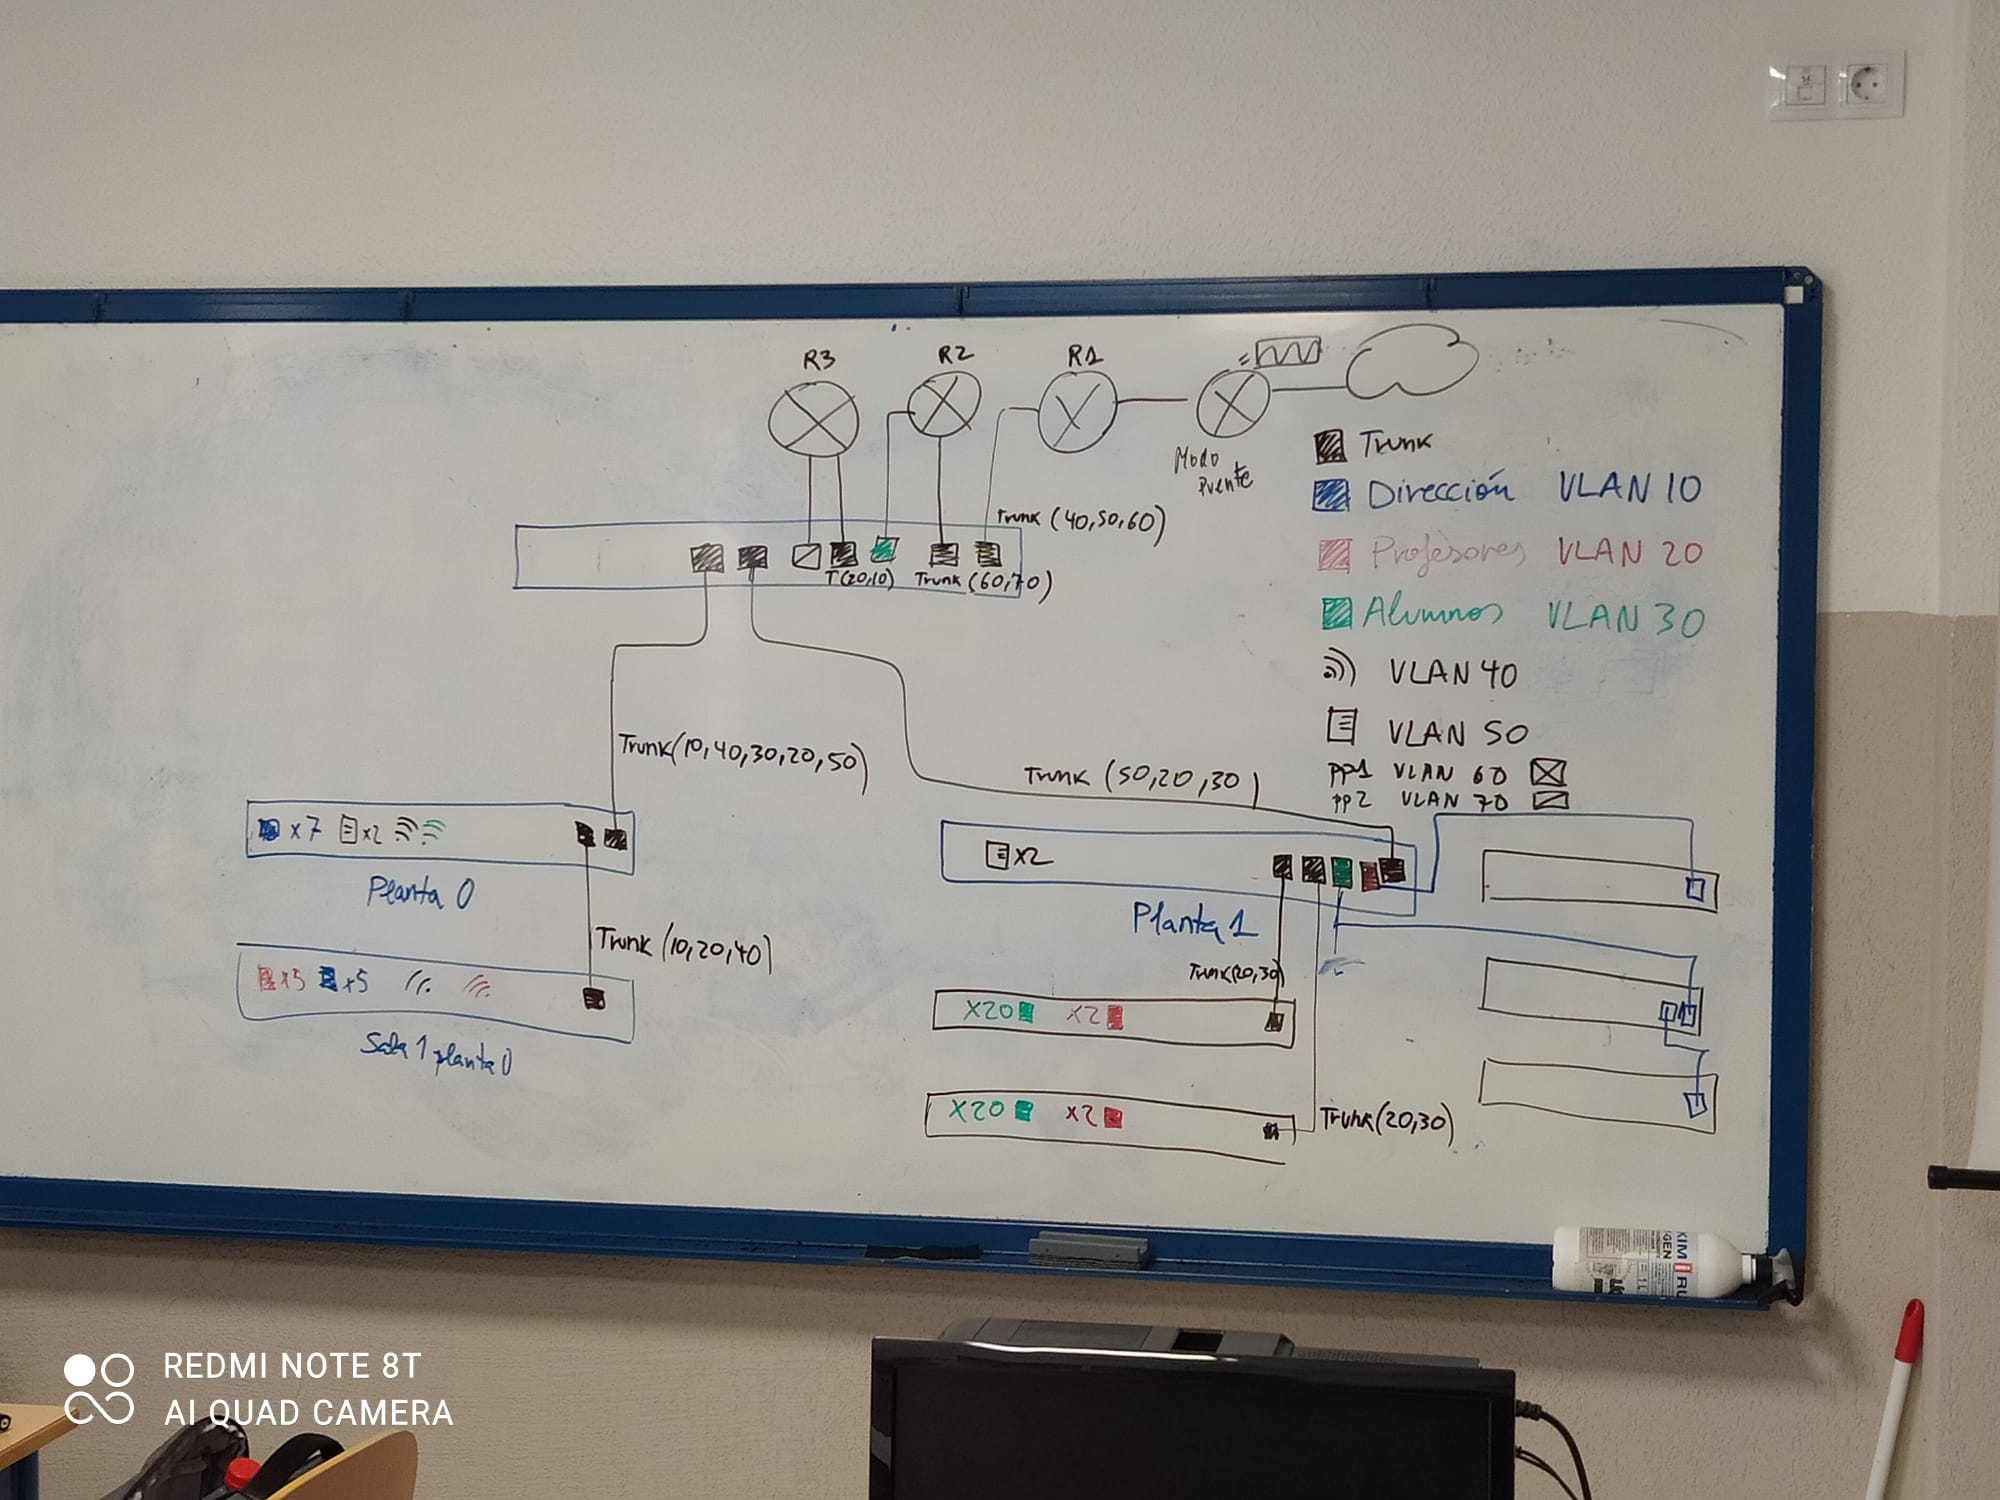 R3
R2
R1
Modo
Puente
Trunk (40,50,60)
T(20,10)
Trunk (60,70)
Trunk
Dirección VLAN 10
Profesores VLAN 20
Alumnos VLAN 30
VLAN 40
VLAN 50
PP1 VLAN 60
PP2 VLAN 70
Trunk(10,40,30,20,50)
Trunk (50,20,30)
x7 x2
Planta 0
Trunk (10,20,40)
x5 x5
Sala 1 planta 0
x2
Planta 1
Trunk(20,30)
X20 X2
X20 X2
Trunk(20,30)
= 1 L
REDMI NOTE 8T
AI QUAD CAMERA